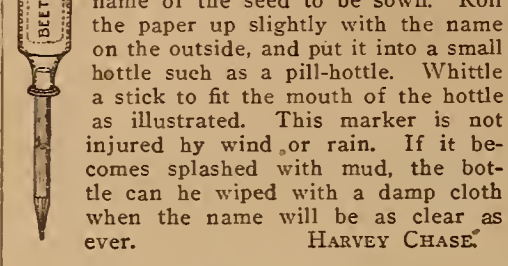 BEET
name of the seed to be sown. Roll
the paper up slightly with the name
on the outside, and put it into a small
hottle such as a pill-hottle. Whittle
a stick to fit the mouth of the hottle
as illustrated. This marker is not
injured hy wind or rain. If it be-
comes splashed with mud, the bot-
tle can he wiped with a damp cloth
when the name will be as clear as
ever. HARVEY CHASE.